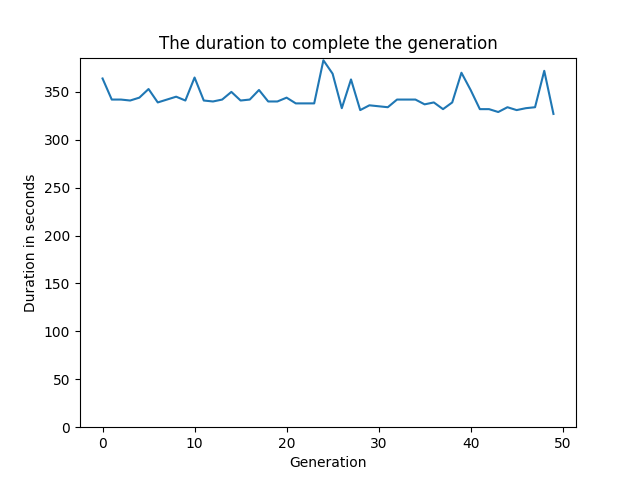 The duration to complete the generation
350
300
250
200
150
100
50
0
Duration in seconds
0 10 20 30 40 50
Generation